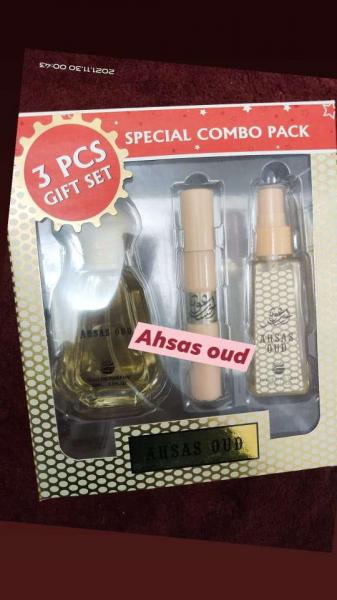 2021.11.30 00:43
SPECIAL COMBO PACK
3 PCS
GIFT SET
AHSAS OUD
Ahsas oud
AHSAS
OUD
AHSAS OUD